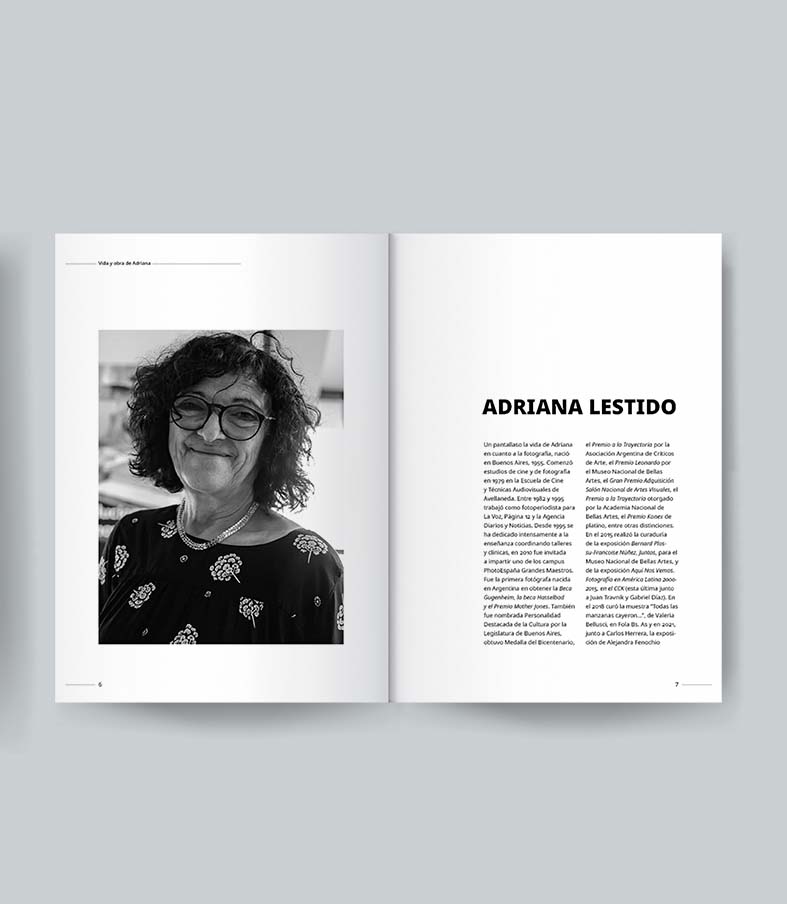 Vida y obra de Adriana
6
ADRIANA LESTIDO
Un pantallaso la vida de Adriana
en cuanto a la fotografía, nació
en Buenos Aires, 1955. Comenzó
estudios de cine y de fotografía
en 1979 en la Escuela de Cine
y Técnicas Audiovisuales de
Avellaneda. Entre 1982 y 1995
trabajó como fotoperiodista para
La Voz, Página 12 y la Agencia
Diarios y Noticias. Desde 1995 se
ha dedicado intensamente a la
enseñanza coordinando talleres
y clínicas, en 2010 fue invitada
a impartir uno de los campus
PhotoEspaña Grandes Maestros.
Fue la primera fotógrafa nacida
en Argentina en obtener la Beca
Gugenheim, la beca Hasselbad
y el Premio Mother Jones. También
fue nombrada Personalidad
Destacada de la Cultura por la
Legislatura de Buenos Aires,
obtuvo Medalla del Bicentenario,
el Premio a la Trayectoria por la
Asociación Argentina de Críticos
de Arte, el Premio Leonardo por
el Museo Nacional de Bellas
Artes, el Gran Premio Adquisición
Salón Nacional de Artes Visuales, el
Premio a la Trayectoria otorgado
por la Academia Nacional de
Bellas Artes, el Premio Konex de
platino, entre otras distinciones.
En el 2015 realizó la curaduría
de la exposición Bernard Plos-
su-Francoise Núñez, Juntos, para el
Museo Nacional de Bellas Artes, y
de la exposición Aquí Nos Vemos.
Fotografía en América Latina 2000-
2015, en el CCK (esta última junto
a Juan Travnik y Gabriel Díaz). En
el 2018 curó la muestra "Todas las
manzanas cayeron...", de Valeria
Bellusci, en Fola Bs. As y en 2021,
junto a Carlos Herrera, la exposi-
ción de Alejandra Fenochio
7